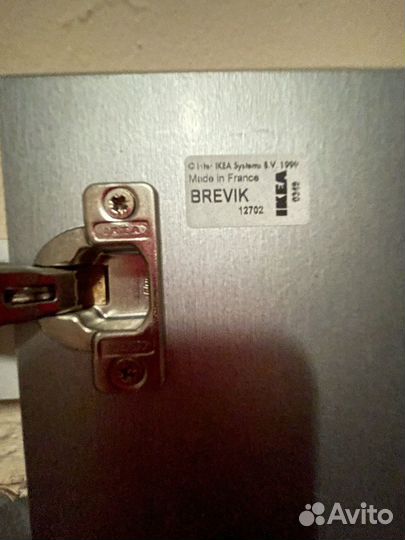 © Inter IKEA Systems B.V. 1999
Made in France
BREVIK
12702
IKEA
Avito